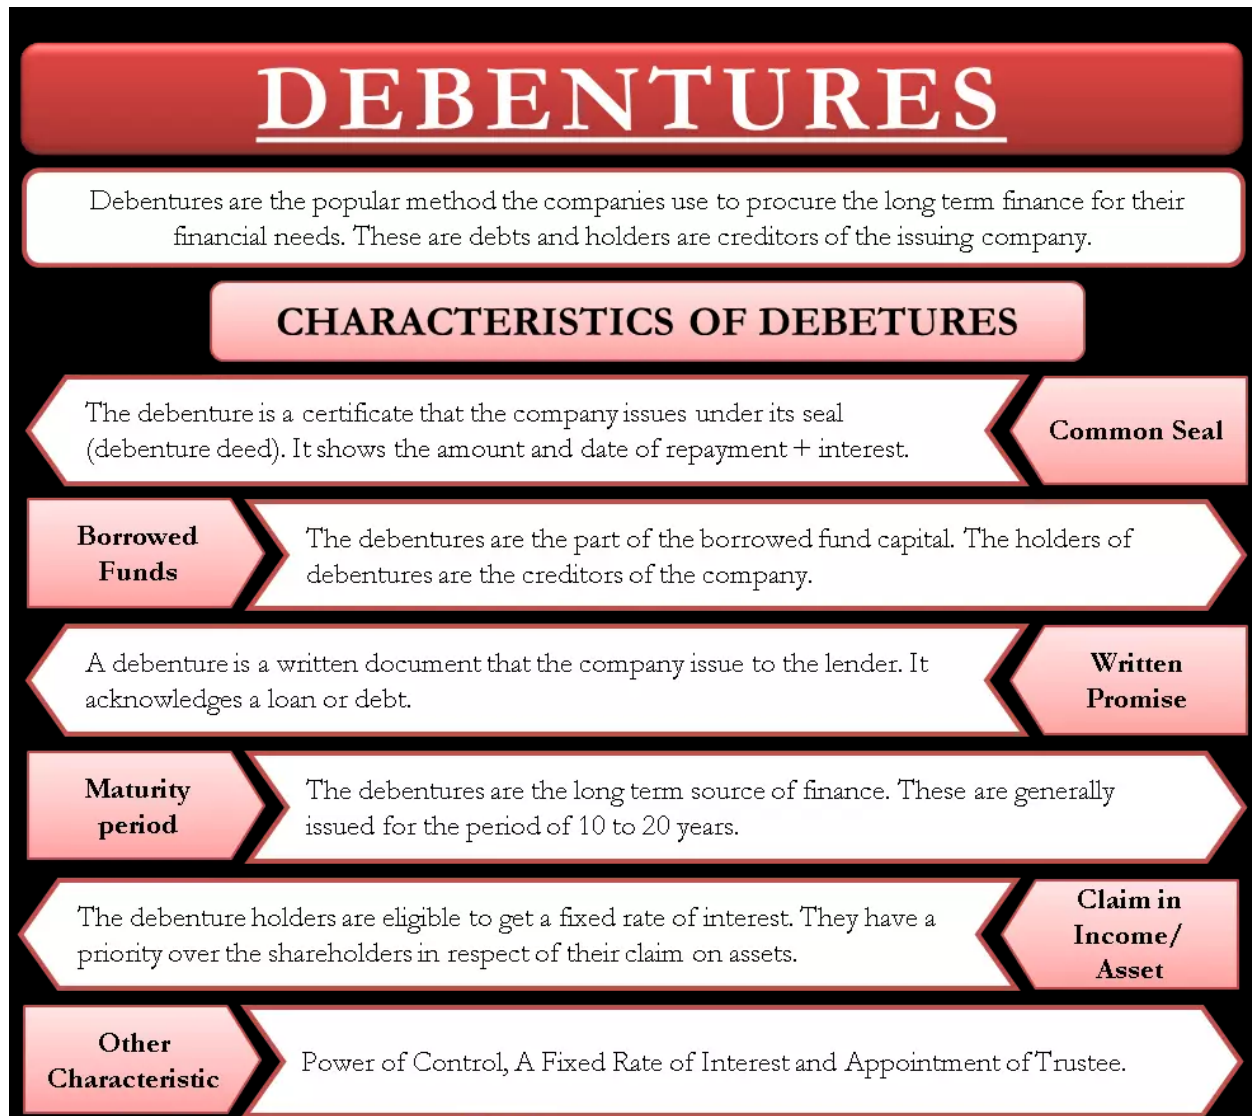 DEBENTURES
Debentures are the popular method the companies use to procure the long term finance for their
financial needs. These are debts and holders are creditors of the issuing company.
CHARACTERISTICS OF DEBETURES
The debenture is a certificate that the company issues under its seal
(debenture deed). It shows the amount and date of repayment + interest.
Common Seal
Borrowed
Funds
The debentures are the part of the borrowed fund capital. The holders of
debentures are the creditors of the company.
A debenture is a written document that the company issue to the lender. It
acknowledges a loan or debt.
Written
Promise
Maturity
period
The debentures are the long term source of finance. These are generally
issued for the period of 10 to 20 years.
The debenture holders are eligible to get a fixed rate of interest. They have a
priority over the shareholders in respect of their claim on assets.
Claim in
Income/
Asset
Other
Characteristic
Power of Control, A Fixed Rate of Interest and Appointment of Trustee.